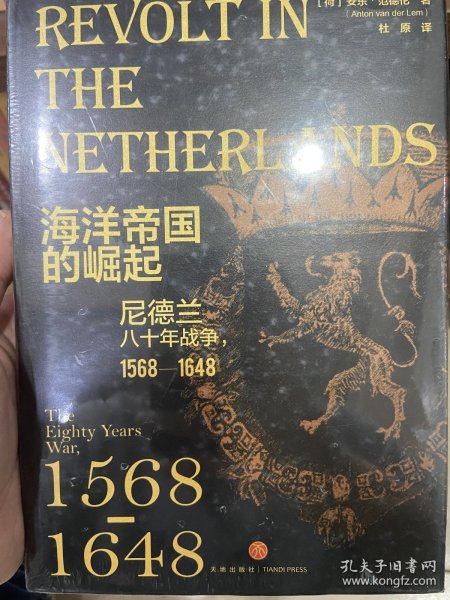 REVOLT IN
THE
NETHERLANDS
[荷] 安东·范德伦 著
(Anton van der Lem)
杜原 译
海洋帝国
的崛起
尼德兰
八十年战争,
1568—1648
The
Eighty Years
War,
1568
–
1648
天地出版社 | TIANDI PRESS
孔夫子旧书网
www.kongfz.com